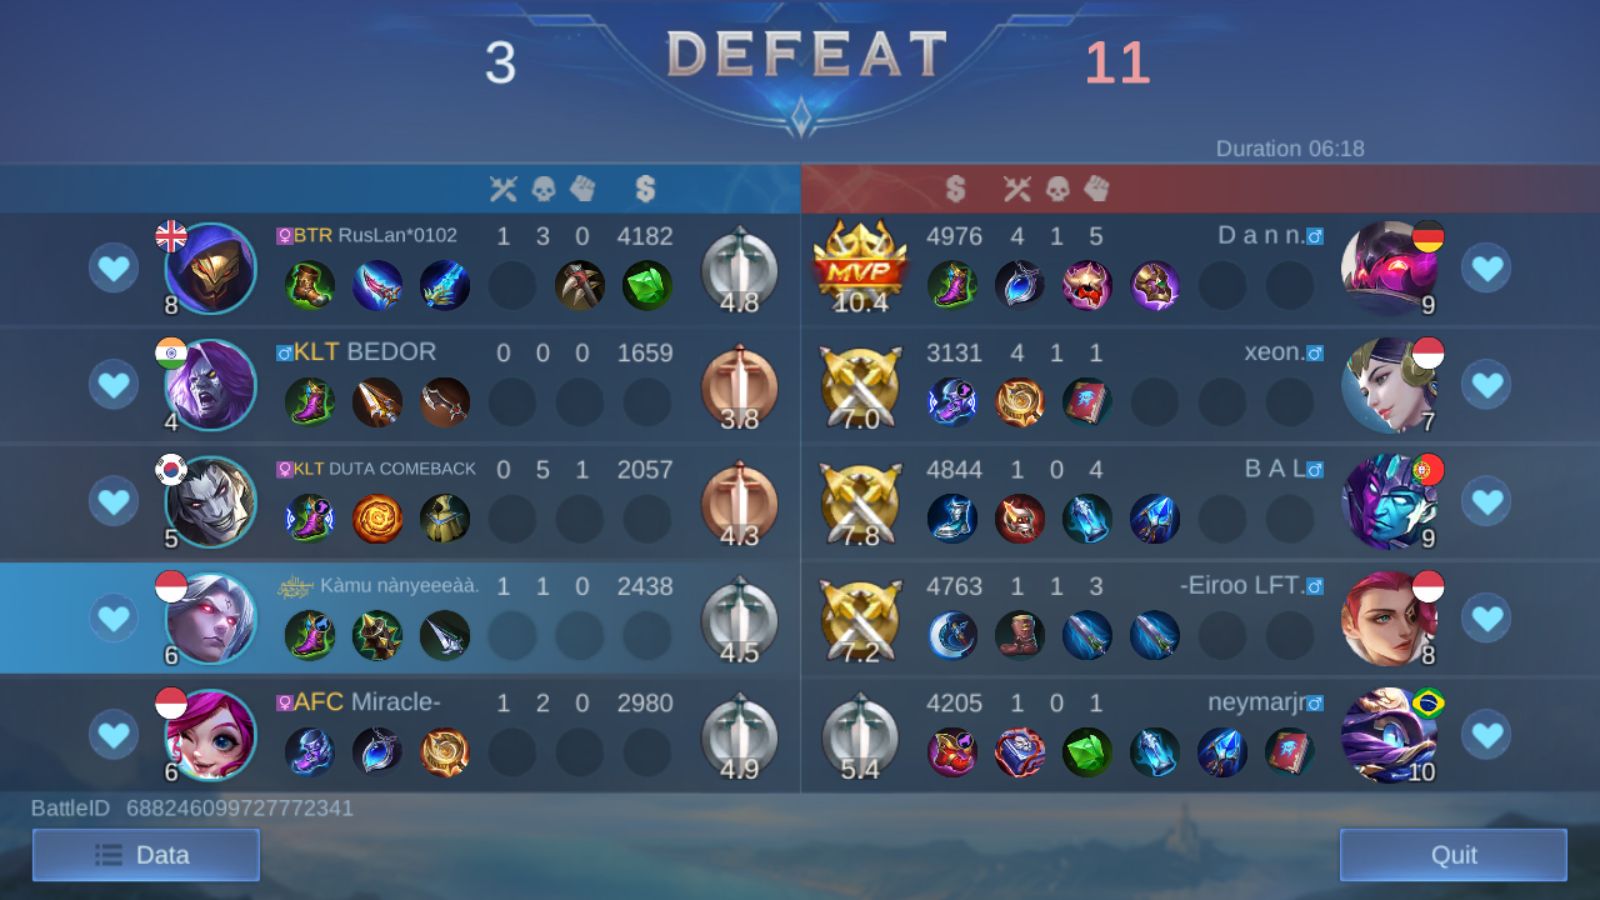 3 DEFEAT 11
Duration 06:18
BTR RusLan*0102 1 3 0 4182 4.8 8
MVP 10.4 4976 4 1 5 D a n n. 9
KLT BEDOR 0 0 0 1659 3.8 4
7.0 3131 4 1 1 xeon. 7
KLT DUTA COMEBACK 0 5 1 2057 4.3 5
7.8 4844 1 0 4 B A L 9
Kàmu nànyeeeàà. 1 1 0 2438 4.5 6
7.2 4763 1 1 3 -Eiroo LFT. 8
AFC Miracle- 1 2 0 2980 4.9 6
5.4 4205 1 0 1 neymarjr 10
BattleID 688246099727772341
Data
Quit